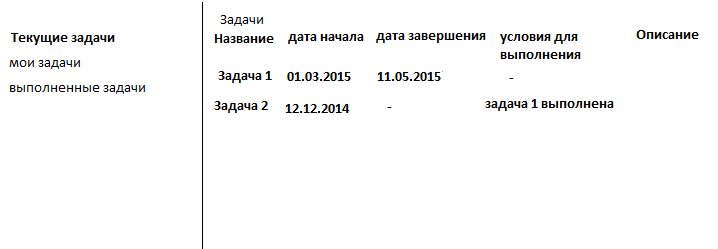 Текущие задачи
мои задачи
выполненные задачи
Задачи
Название дата начала дата завершения условия для выполнения Описание
Задача 1 01.03.2015 11.05.2015 -
Задача 2 12.12.2014 - задача 1 выполнена